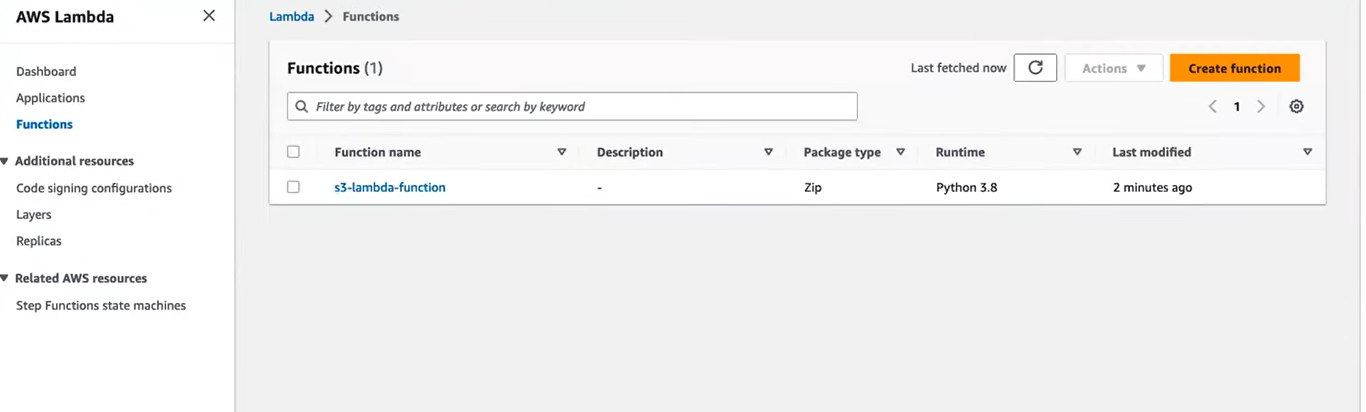 AWS Lambda
Dashboard
Applications
Functions
Additional resources
Code signing configurations
Layers
Replicas
Related AWS resources
Step Functions state machines
Lambda > Functions
Functions (1)
Last fetched now
Actions
Create function
Filter by tags and attributes or search by keyword
1
Function name Description Package type Runtime Last modified
s3-lambda-function - Zip Python 3.8 2 minutes ago